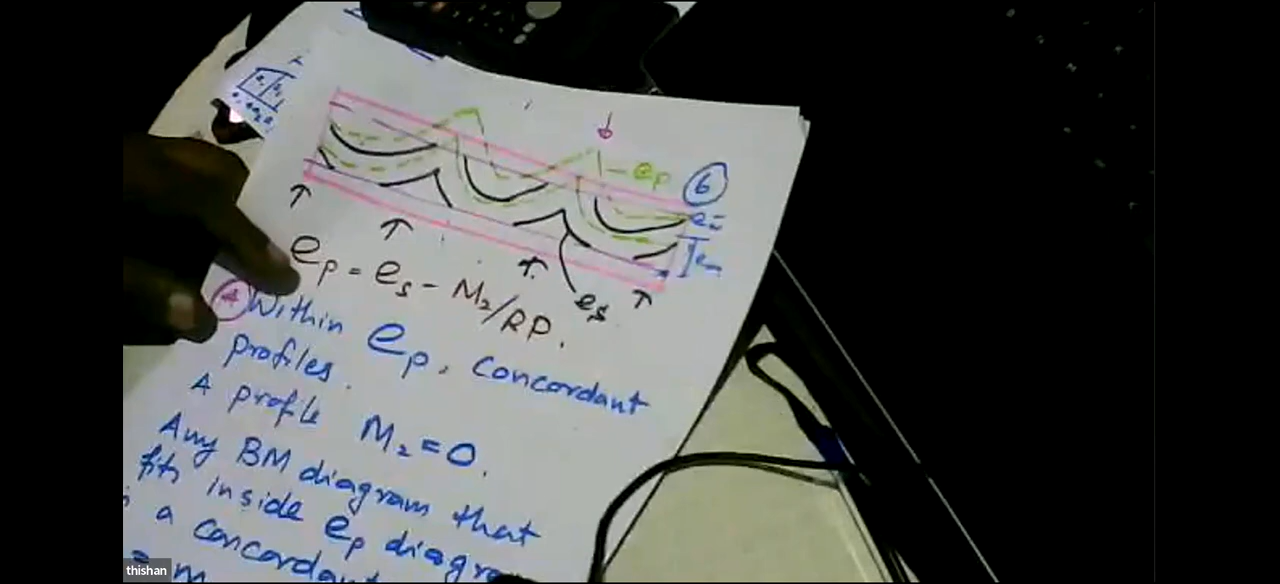 ep
6
em
ep = es - M2/RP.
es
4 Within ep, concordant
profiles.
A profile M2 = 0.
Any BM diagram that
fits inside ep diagra
a concordant
thishan